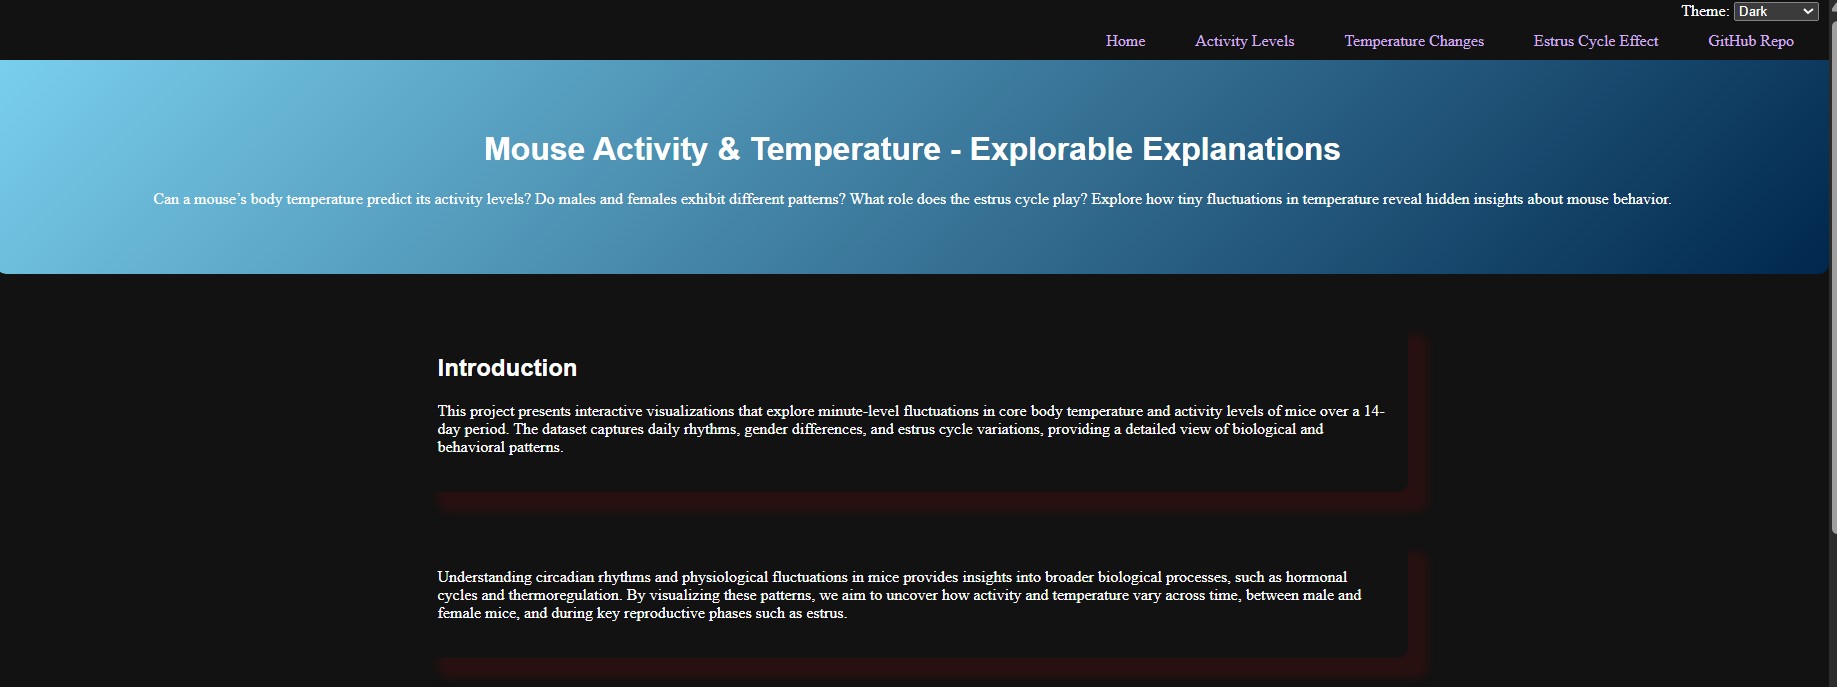 Theme: Dark
Home Activity Levels Temperature Changes Estrus Cycle Effect GitHub Repo
Mouse Activity & Temperature - Explorable Explanations
Can a mouse’s body temperature predict its activity levels? Do males and females exhibit different patterns? What role does the estrus cycle play? Explore how tiny fluctuations in temperature reveal hidden insights about mouse behavior.
Introduction
This project presents interactive visualizations that explore minute-level fluctuations in core body temperature and activity levels of mice over a 14-
day period. The dataset captures daily rhythms, gender differences, and estrus cycle variations, providing a detailed view of biological and
behavioral patterns.
Understanding circadian rhythms and physiological fluctuations in mice provides insights into broader biological processes, such as hormonal
cycles and thermoregulation. By visualizing these patterns, we aim to uncover how activity and temperature vary across time, between male and
female mice, and during key reproductive phases such as estrus.